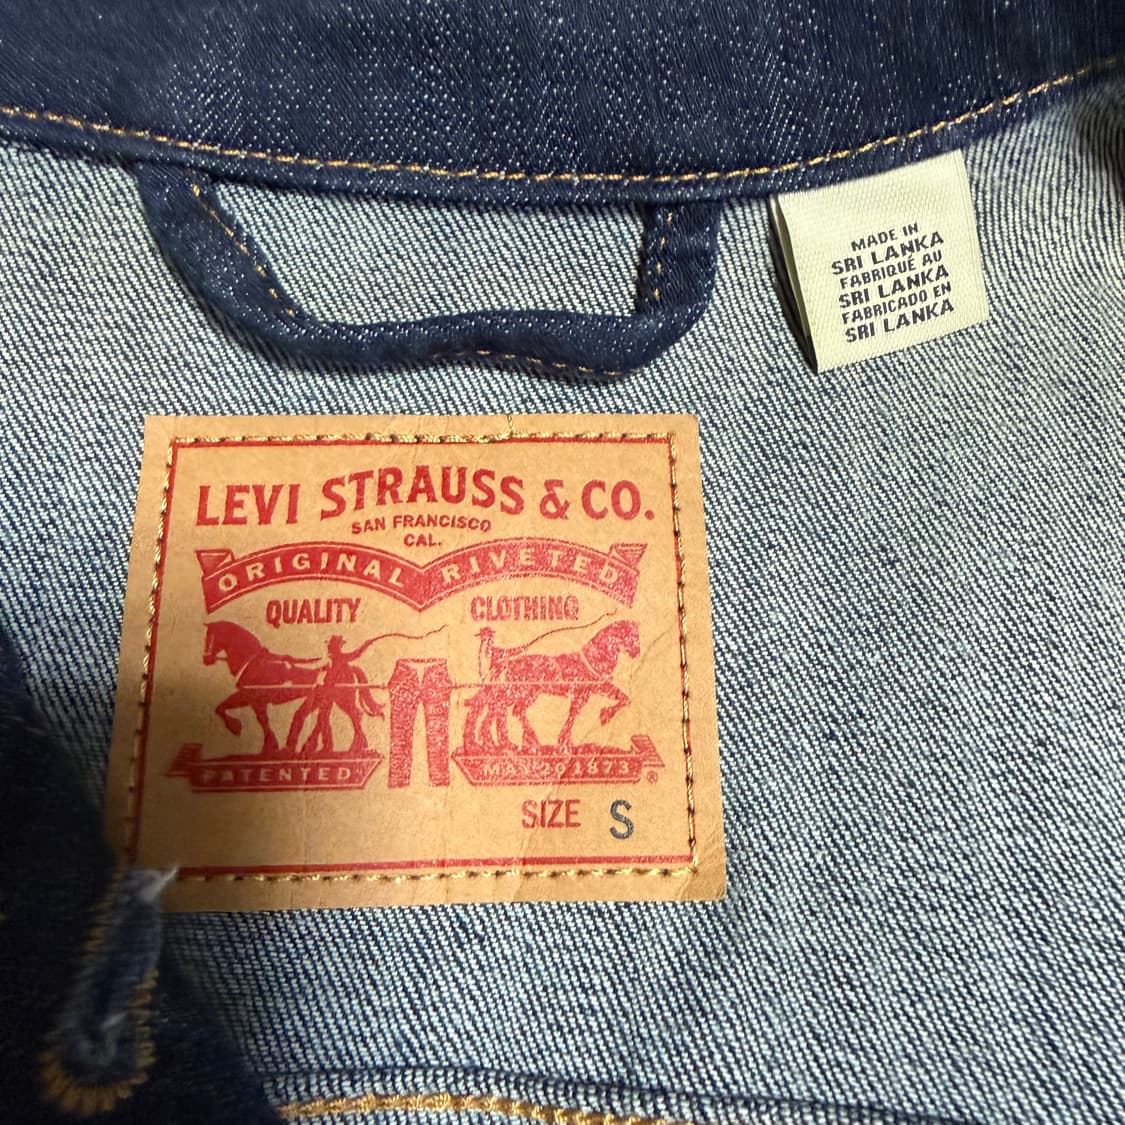 MADE IN
SRI LANKA
FABRIQUÉ AU
SRI LANKA
FABRICADO EN
SRI LANKA
LEVI STRAUSS & CO.
SAN FRANCISCO
CAL.
ORIGINAL RIVETED
QUALITY CLOTHING
PATENTED MAY 20 1873 ®
SIZE S